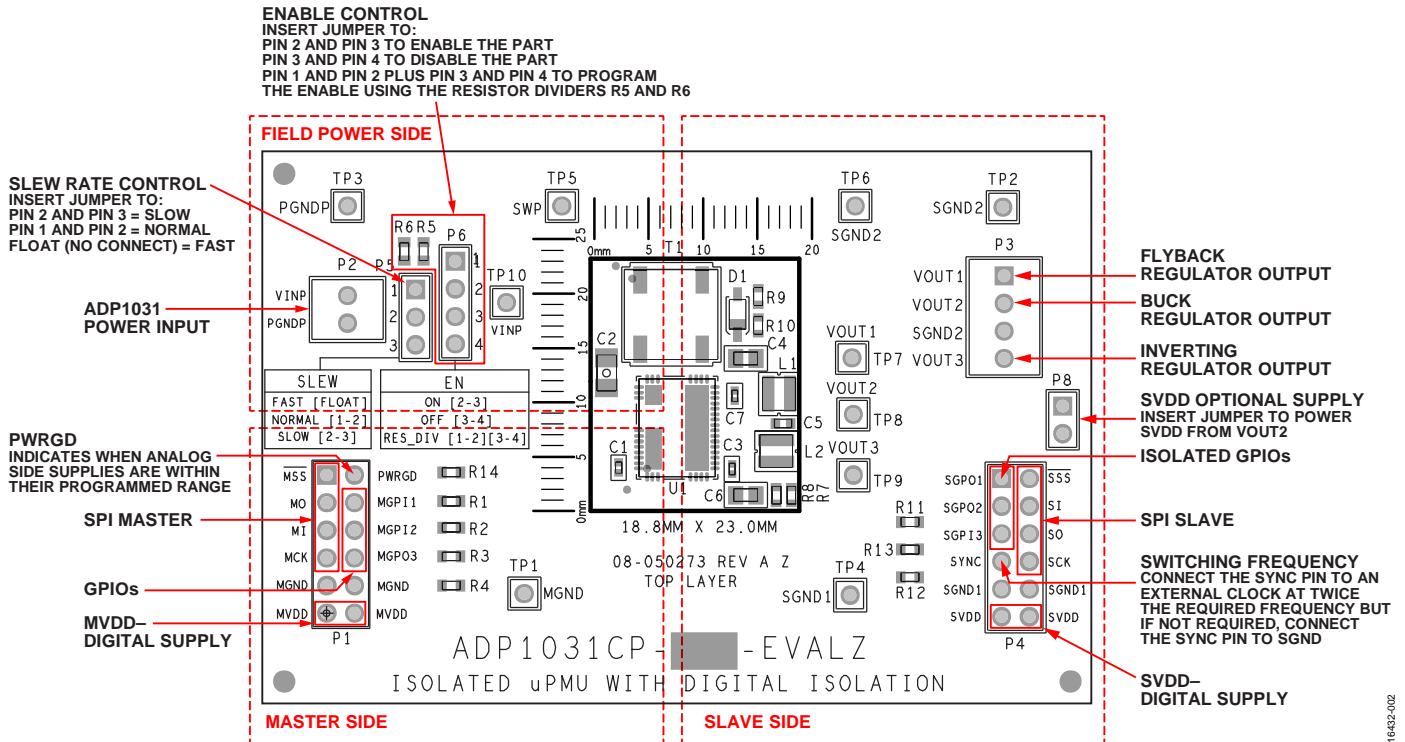 ENABLE CONTROL
INSERT JUMPER TO:
PIN 2 AND PIN 3 TO ENABLE THE PART
PIN 3 AND PIN 4 TO DISABLE THE PART
PIN 1 AND PIN 2 PLUS PIN 3 AND PIN 4 TO PROGRAM
THE ENABLE USING THE RESISTOR DIVIDERS R5 AND R6
FIELD POWER SIDE
SLEW RATE CONTROL
INSERT JUMPER TO:
PIN 2 AND PIN 3 = SLOW
PIN 1 AND PIN 2 = NORMAL
FLOAT (NO CONNECT) = FAST
ADP1031
POWER INPUT
PWRGD
INDICATES WHEN ANALOG
SIDE SUPPLIES ARE WITHIN
THEIR PROGRAMMED RANGE
SPI MASTER
GPIOs
MVDD–
DIGITAL SUPPLY
TP3
PGNDP
TP5
SWP
TP6
SGND2
TP2
SGND2
R6 R5
P6
1
2
3
4
P2
VINP
PGNDP
P5
1
2
3
TP10
VINP
SLEW
FAST [FLOAT]
NORMAL [1-2]
SLOW [2-3]
EN
ON [2-3]
OFF [3-4]
RES_DIV [1-2][3-4]
0mm 5 10 15 20
25
20
15
10
5
0mm
T1
D1
R9
R10
C2
C4
L1
C7
C5
L2
C1
C3
C6
U1
R8
R7
18.8MM X 23.0MM
08-050273 REV A Z
TOP LAYER
VOUT1
TP7
VOUT2
TP8
VOUT3
TP9
P3
VOUT1
VOUT2
SGND2
VOUT3
P8
MSS PWRGD R14
MO MGPI1 R1
MI MGPI2 R2
MCK MGPO3 R3
MGND MGND R4
MVDD MVDD
P1
TP1
MGND
TP4
SGND1
R11
R13
R12
SGPO1 SSS
SGPO2 SI
SGPI3 SO
SYNC SCK
SGND1 SGND1
SVDD SVDD
P4
ADP1031CP- -EVALZ
ISOLATED uPMU WITH DIGITAL ISOLATION
MASTER SIDE
SLAVE SIDE
FLYBACK
REGULATOR OUTPUT
BUCK
REGULATOR OUTPUT
INVERTING
REGULATOR OUTPUT
SVDD OPTIONAL SUPPLY
INSERT JUMPER TO POWER
SVDD FROM VOUT2
ISOLATED GPIOs
SPI SLAVE
SWITCHING FREQUENCY
CONNECT THE SYNC PIN TO AN
EXTERNAL CLOCK AT TWICE
THE REQUIRED FREQUENCY BUT
IF NOT REQUIRED, CONNECT
THE SYNC PIN TO SGND
SVDD–
DIGITAL SUPPLY
16432-002